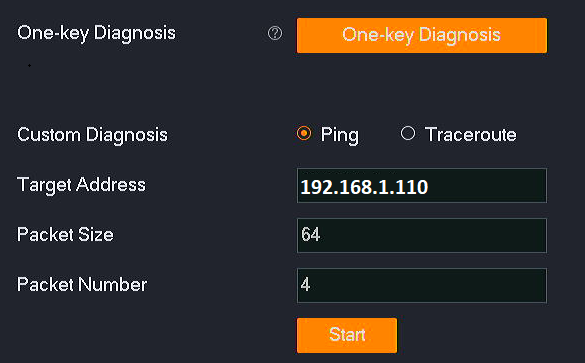 One-key Diagnosis ? One-key Diagnosis
Custom Diagnosis Ping Traceroute
Target Address 192.168.1.110
Packet Size 64
Packet Number 4
Start